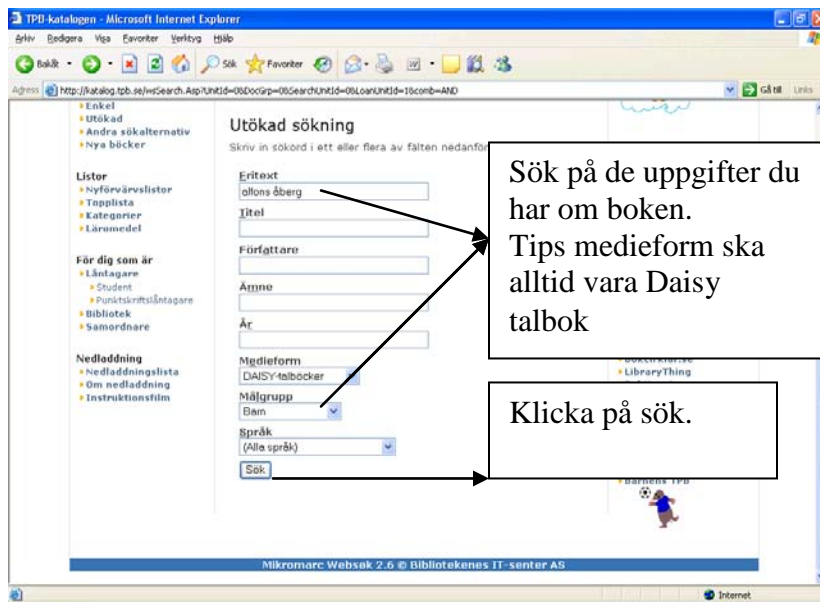 TPB-katalogen - Microsoft Internet Explorer
Arkiv Redigera Visa Favoriter Verktyg Hjälp
Bakåt Sök Favoriter
Adress http://katalog.tpb.se/wsSearch.Asp?UnitId=0&DocGrp=0&SearchUnitId=0&LoanUnitId=1&comb=AND Gå till Links
Enkel
Utökad
Andra sökalternativ
Nya böcker
Listor
Nyförvärvslistor
Topplista
Kategorier
Läromedel
För dig som är
Låntagare
Student
Punktskriftslåntagare
Bibliotek
Samordnare
Nedladdning
Nedladdningslista
Om nedladdning
Instruktionsfilm
Utökad sökning
Skriv in sökord i ett eller flera av fälten nedanför
Fritext
alfons åberg
Titel
Författare
Ämne
År
Medieform
DAISY-talböcker
Målgrupp
Barn
Språk
(Alla språk)
Sök
Sök på de uppgifter du
har om boken.
Tips medieform ska
alltid vara Daisy
talbok
LibraryThing
Klicka på sök.
Barnens TPB
Mikromarc Websøk 2.6 © Bibliotekenes IT-senter AS
Internet